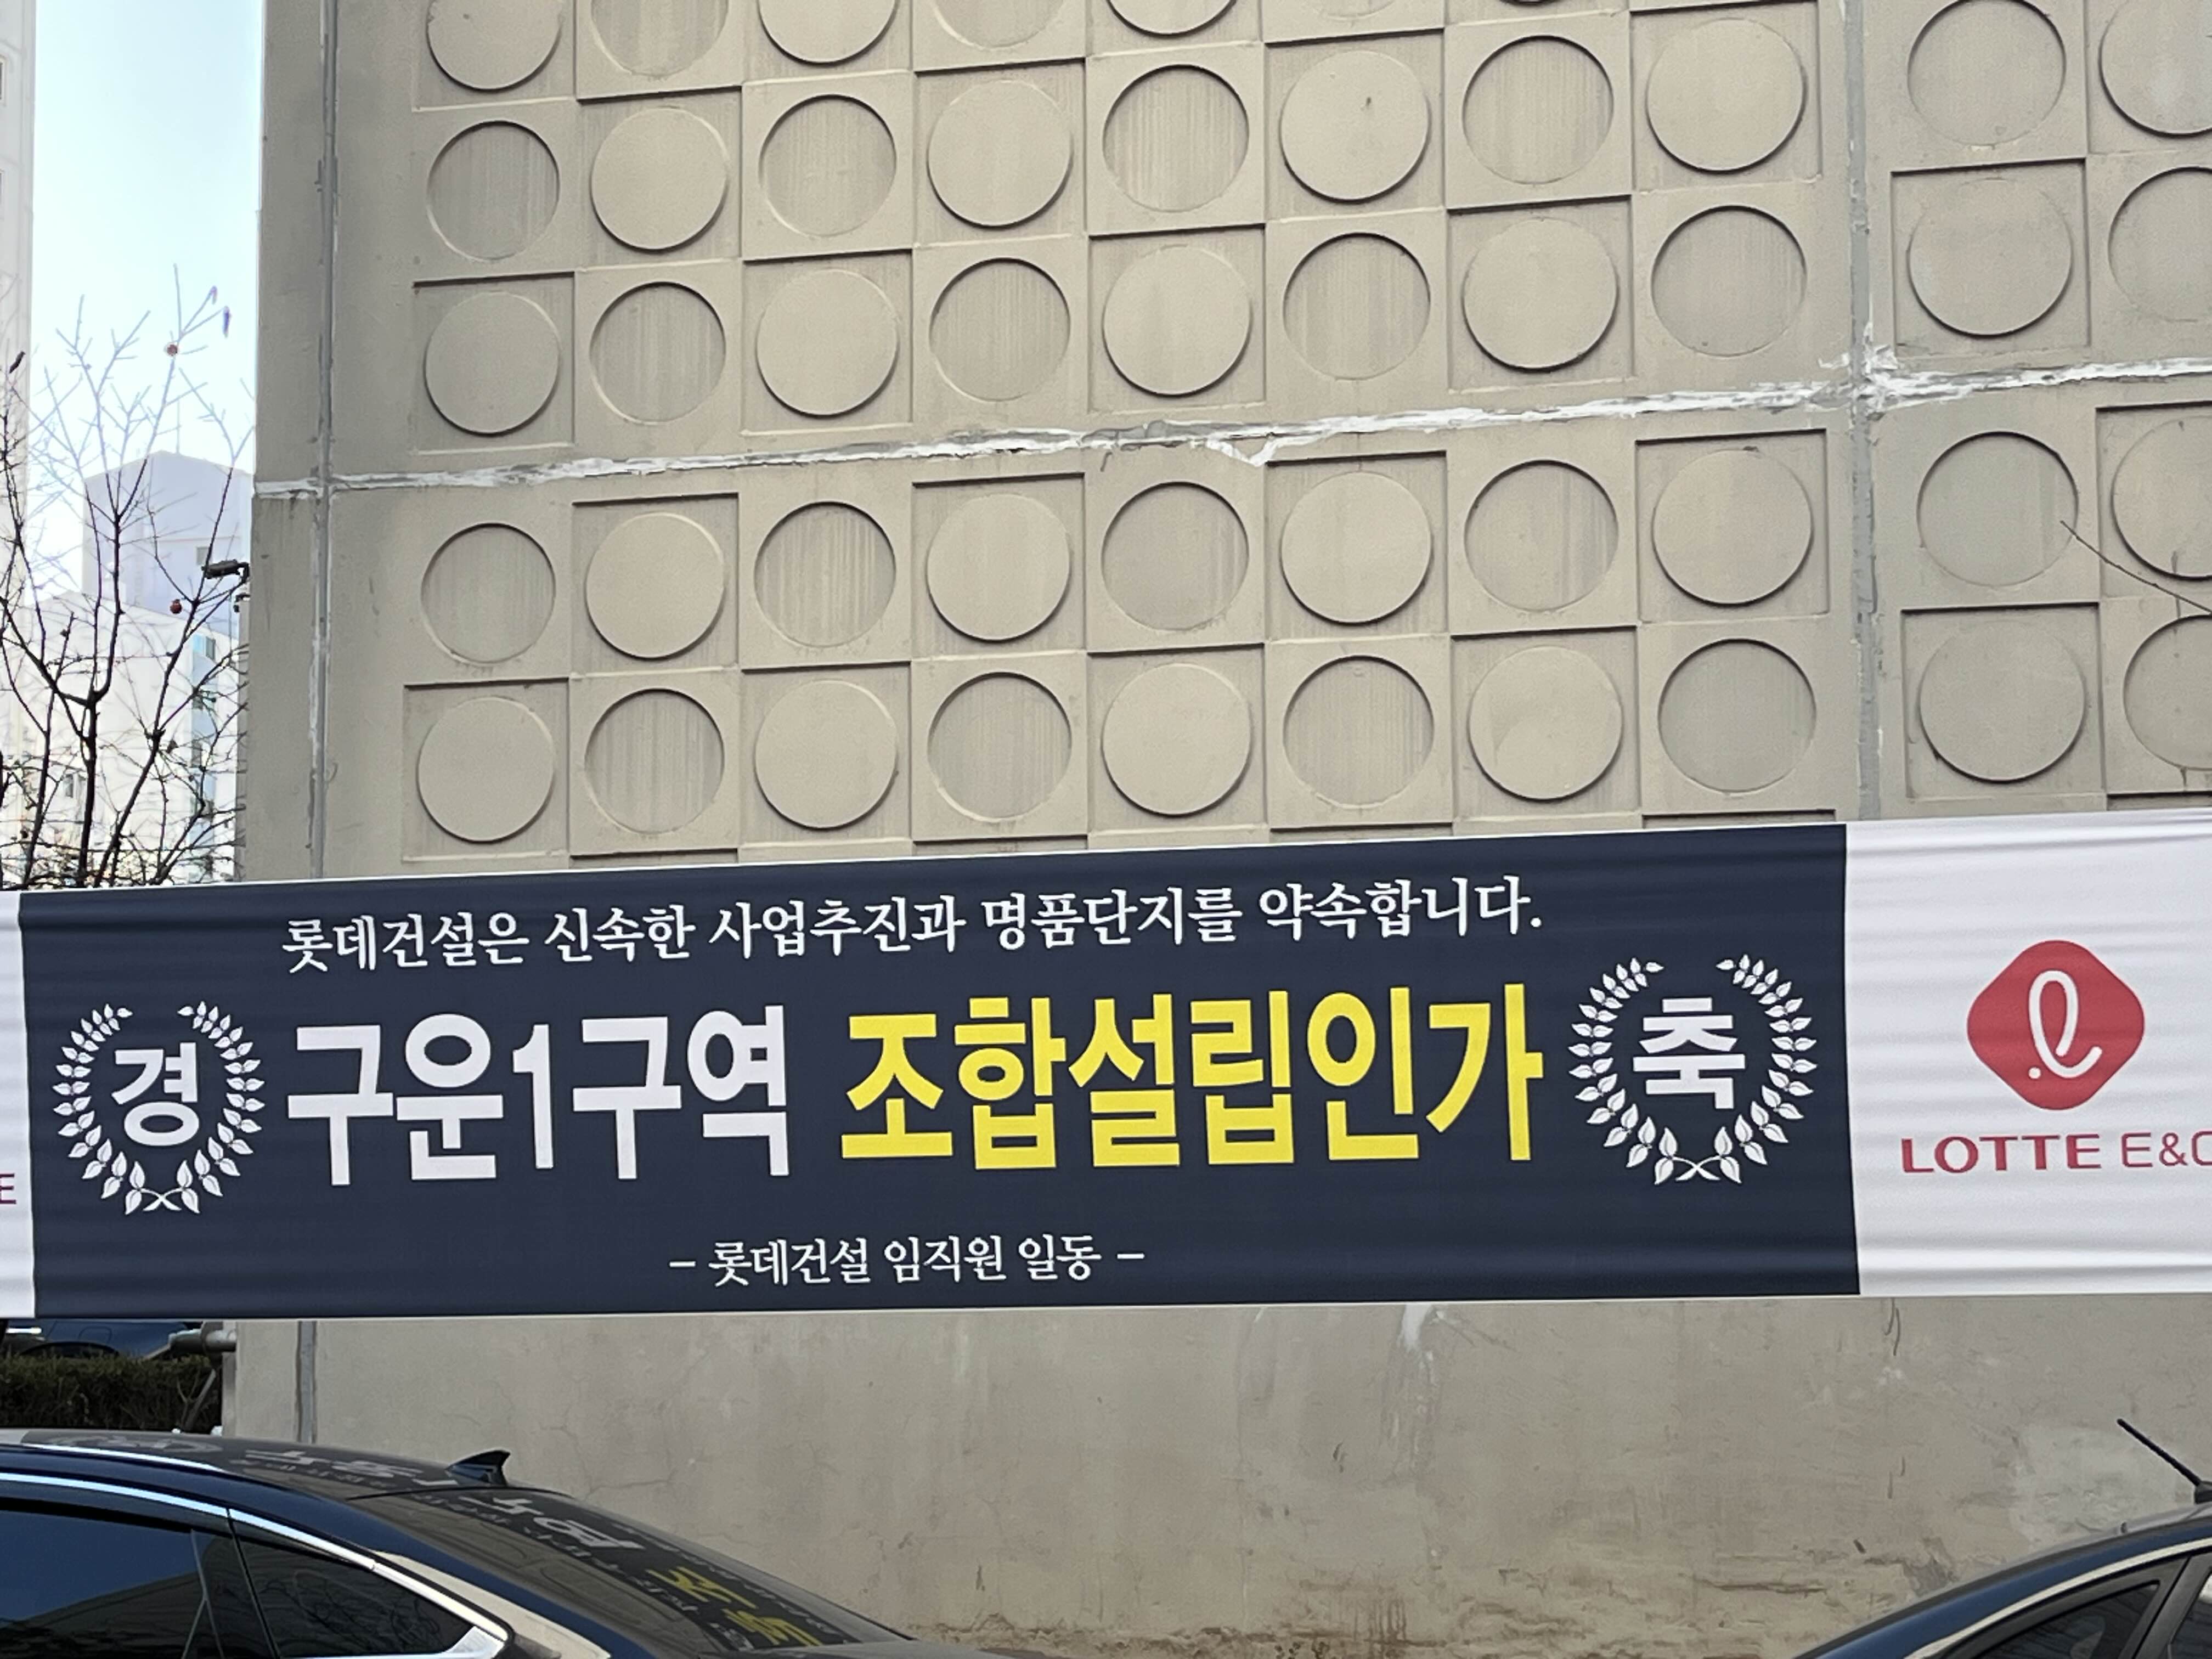 롯데건설은 신속한 사업추진과 명품단지를 약속합니다.
경 구운1구역 조합설립인가 축
- 롯데건설 임직원 일동 -
LOTTE E&C